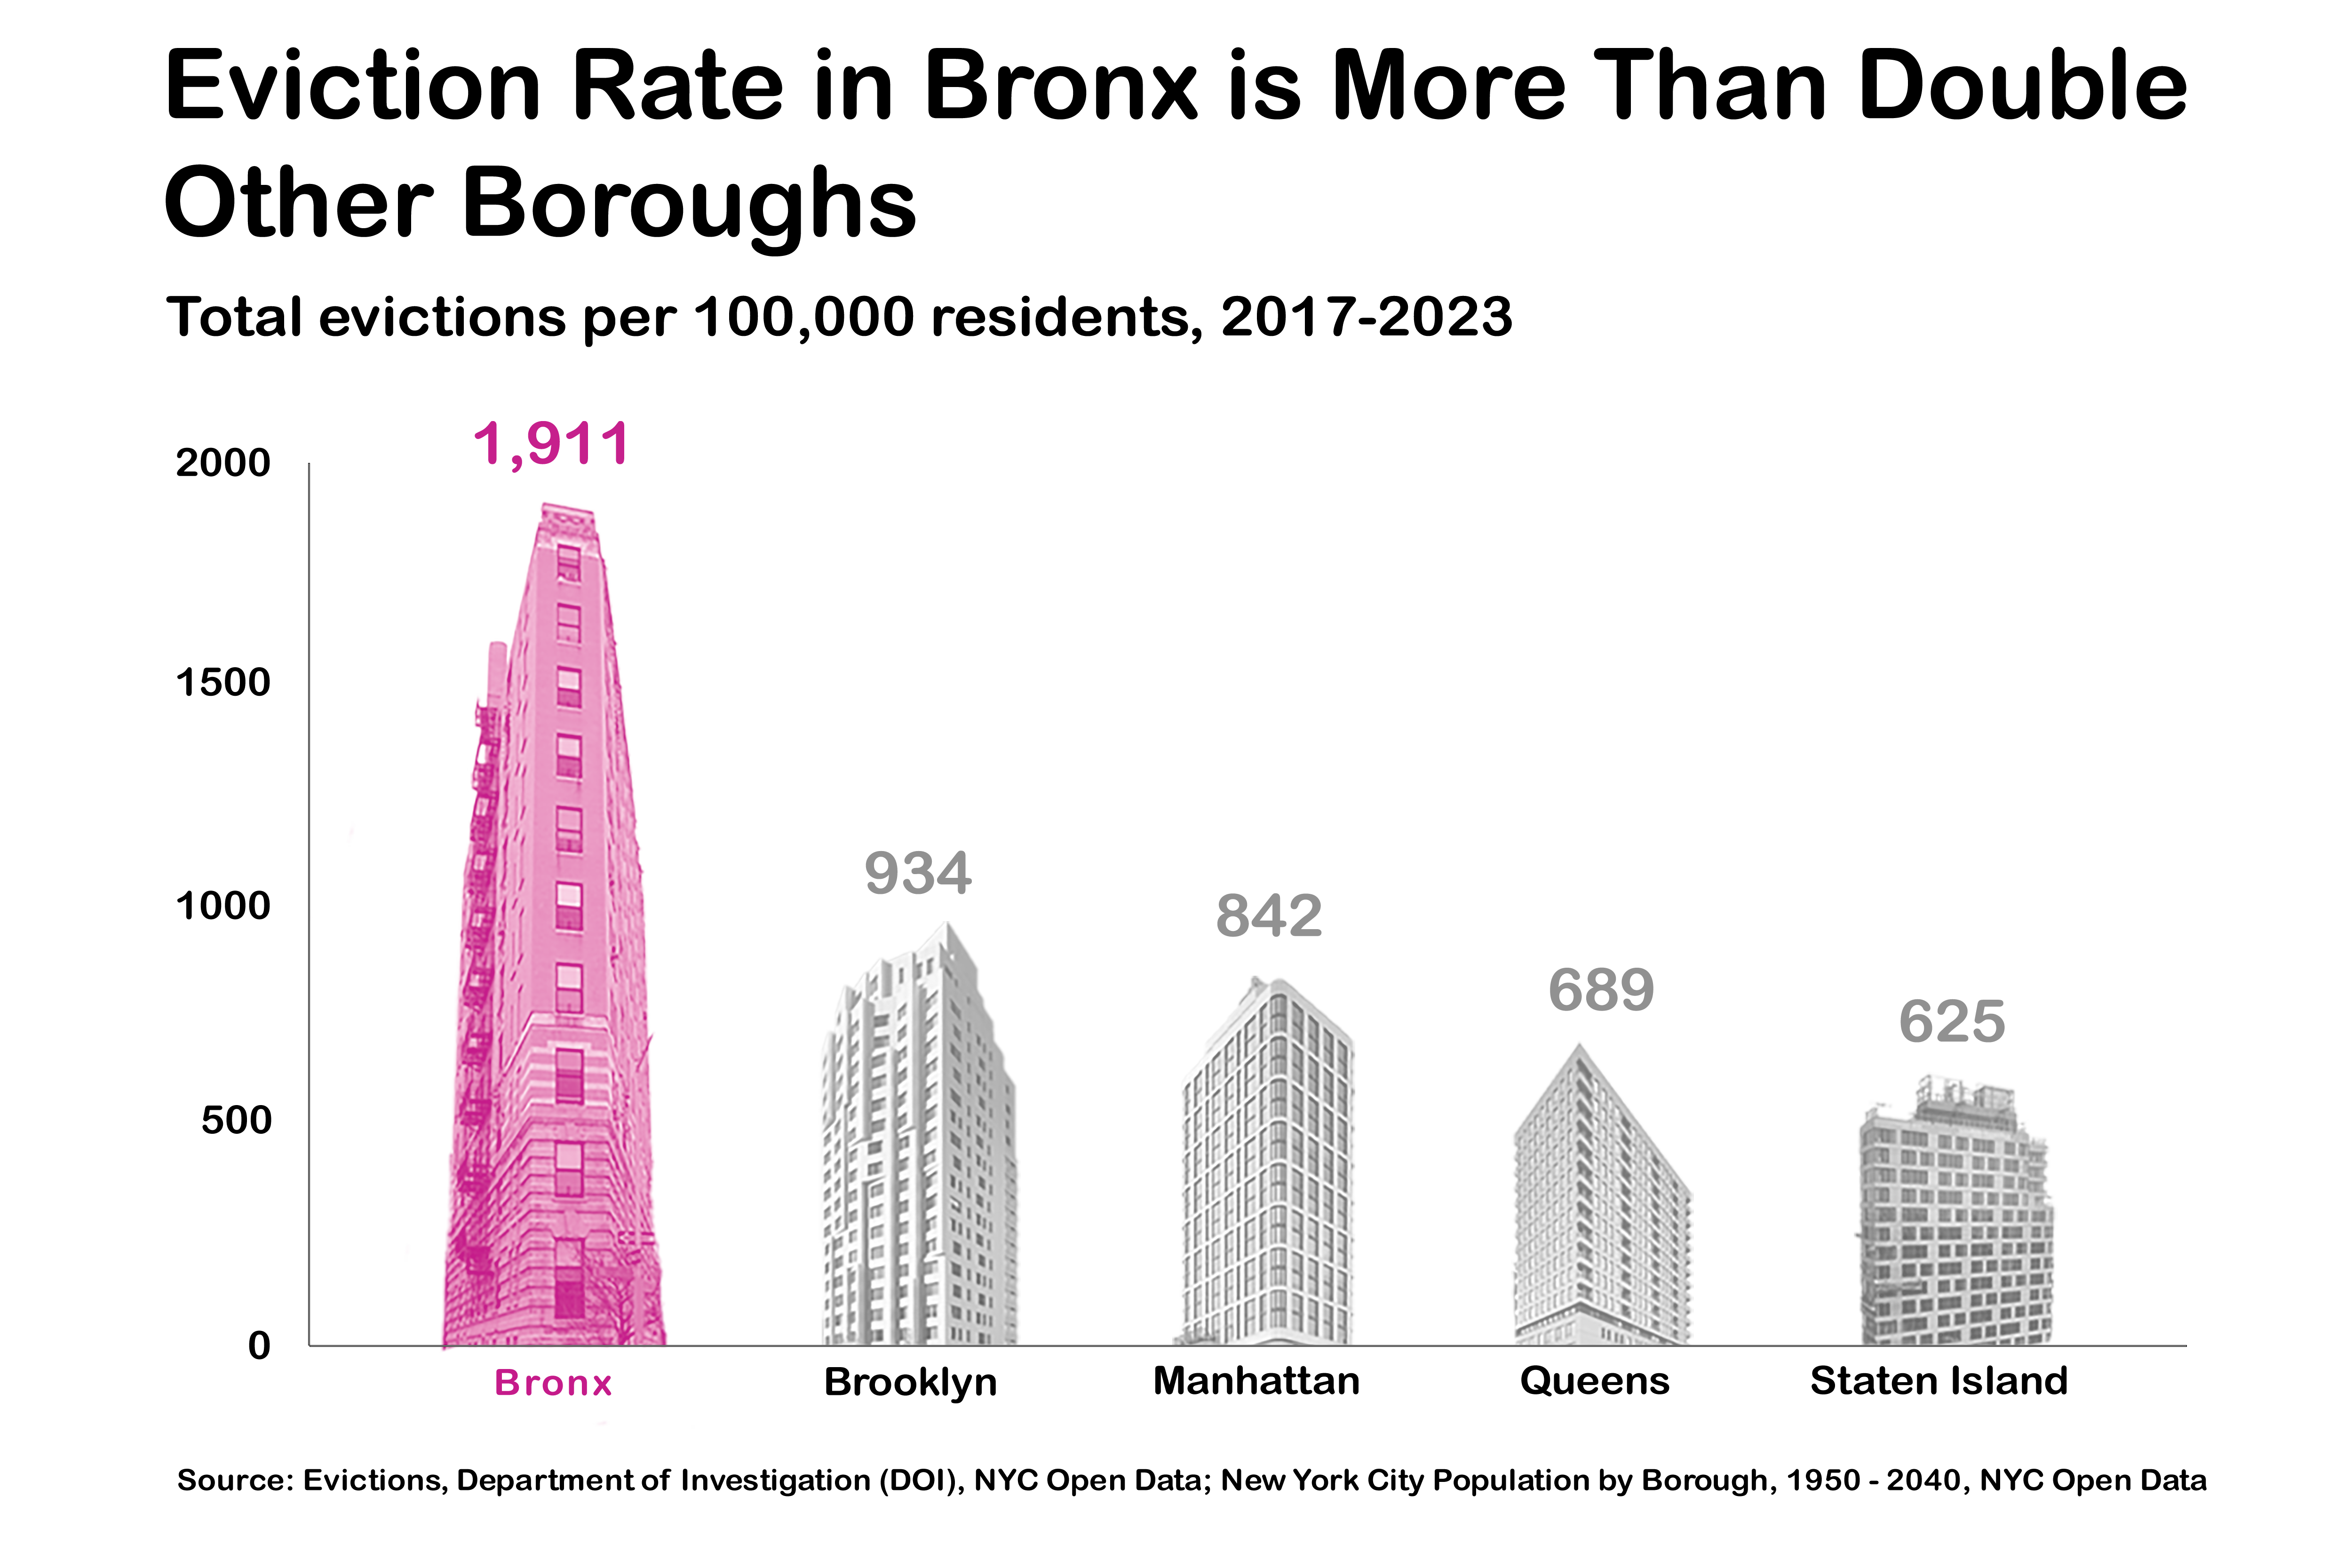 Eviction Rate in Bronx is More Than Double
Other Boroughs
Total evictions per 100,000 residents, 2017-2023
2000
1500
1000
500
0
1,911
934
842
689
625
Bronx
Brooklyn
Manhattan
Queens
Staten Island
Source: Evictions, Department of Investigation (DOI), NYC Open Data; New York City Population by Borough, 1950 - 2040, NYC Open Data